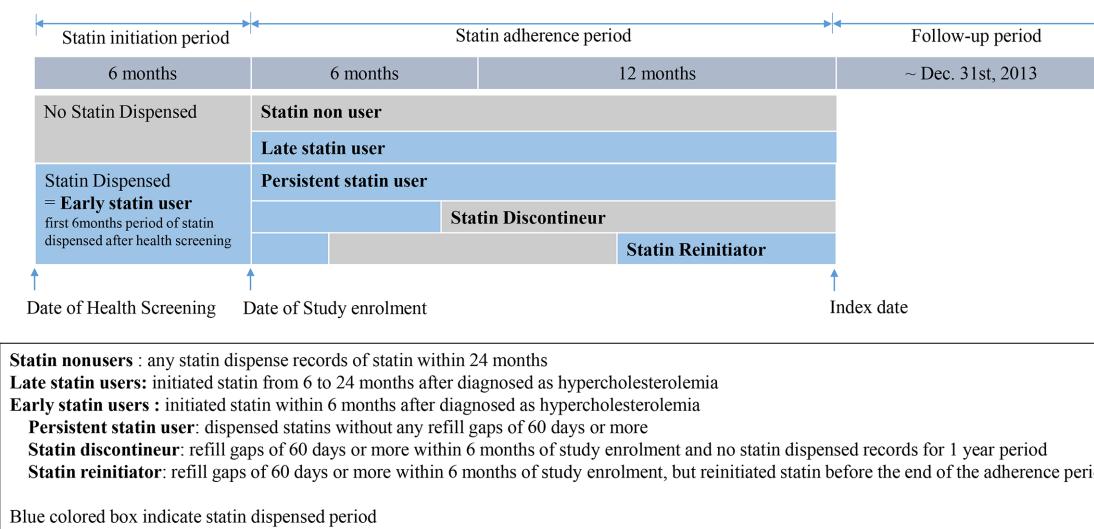 Statin initiation period
Statin adherence period
Follow-up period
6 months
6 months
12 months
~ Dec. 31st, 2013
No Statin Dispensed
Statin non user
Late statin user
Statin Dispensed
= Early statin user
first 6months period of statin
dispensed after health screening
Persistent statin user
Statin Discontineur
Statin Reinitiator
Date of Health Screening
Date of Study enrolment
Index date
Statin nonusers : any statin dispense records of statin within 24 months
Late statin users: initiated statin from 6 to 24 months after diagnosed as hypercholesterolemia
Early statin users : initiated statin within 6 months after diagnosed as hypercholesterolemia
Persistent statin user: dispensed statins without any refill gaps of 60 days or more
Statin discontineur: refill gaps of 60 days or more within 6 months of study enrollment and no statin dispensed records for 1 year period
Statin reinitiator: refill gaps of 60 days or more within 6 months of study enrolment, but reinitiated statin before the end of the adherence peri
Blue colored box indicate statin dispensed period